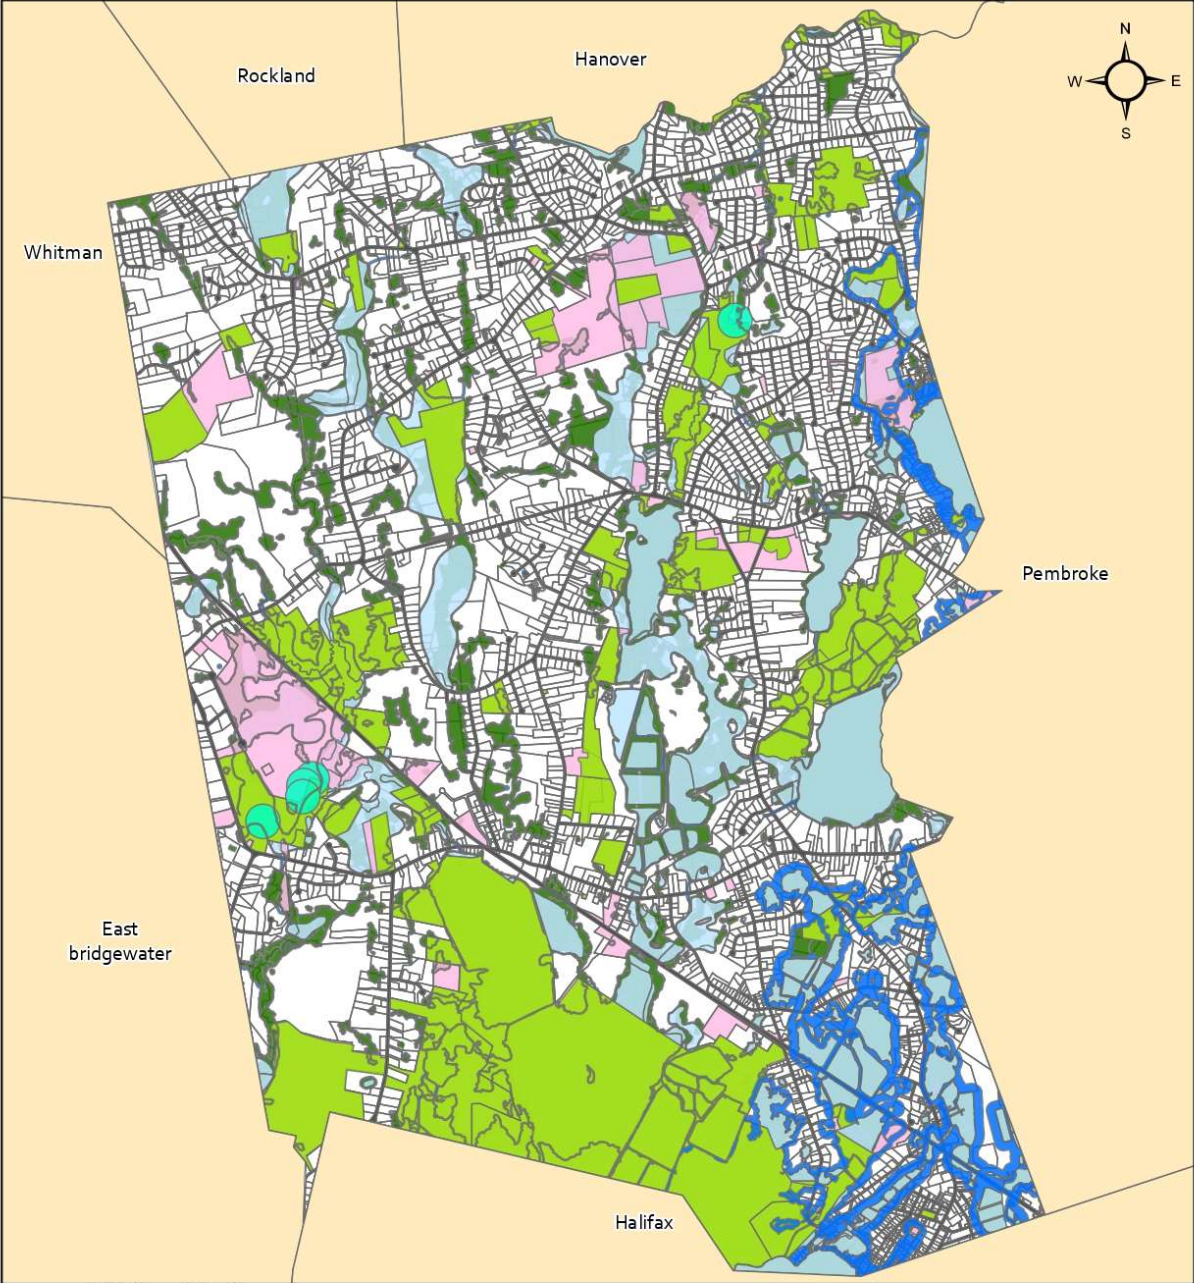 N
Hanover
Rockland
W
E
S
Whitman
Pembroke
East
bridgewater
Halifax